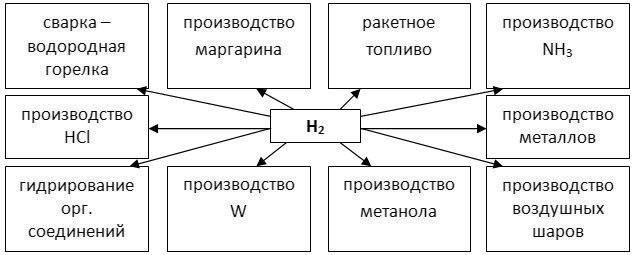 сварка –
водородная
горелка
производство
маргарина
ракетное
топливо
производство
NH₃
производство
HCl
H₂
производство
металлов
гидрирование
орг.
соединений
производство
W
производство
метанола
производство
воздушных
шаров